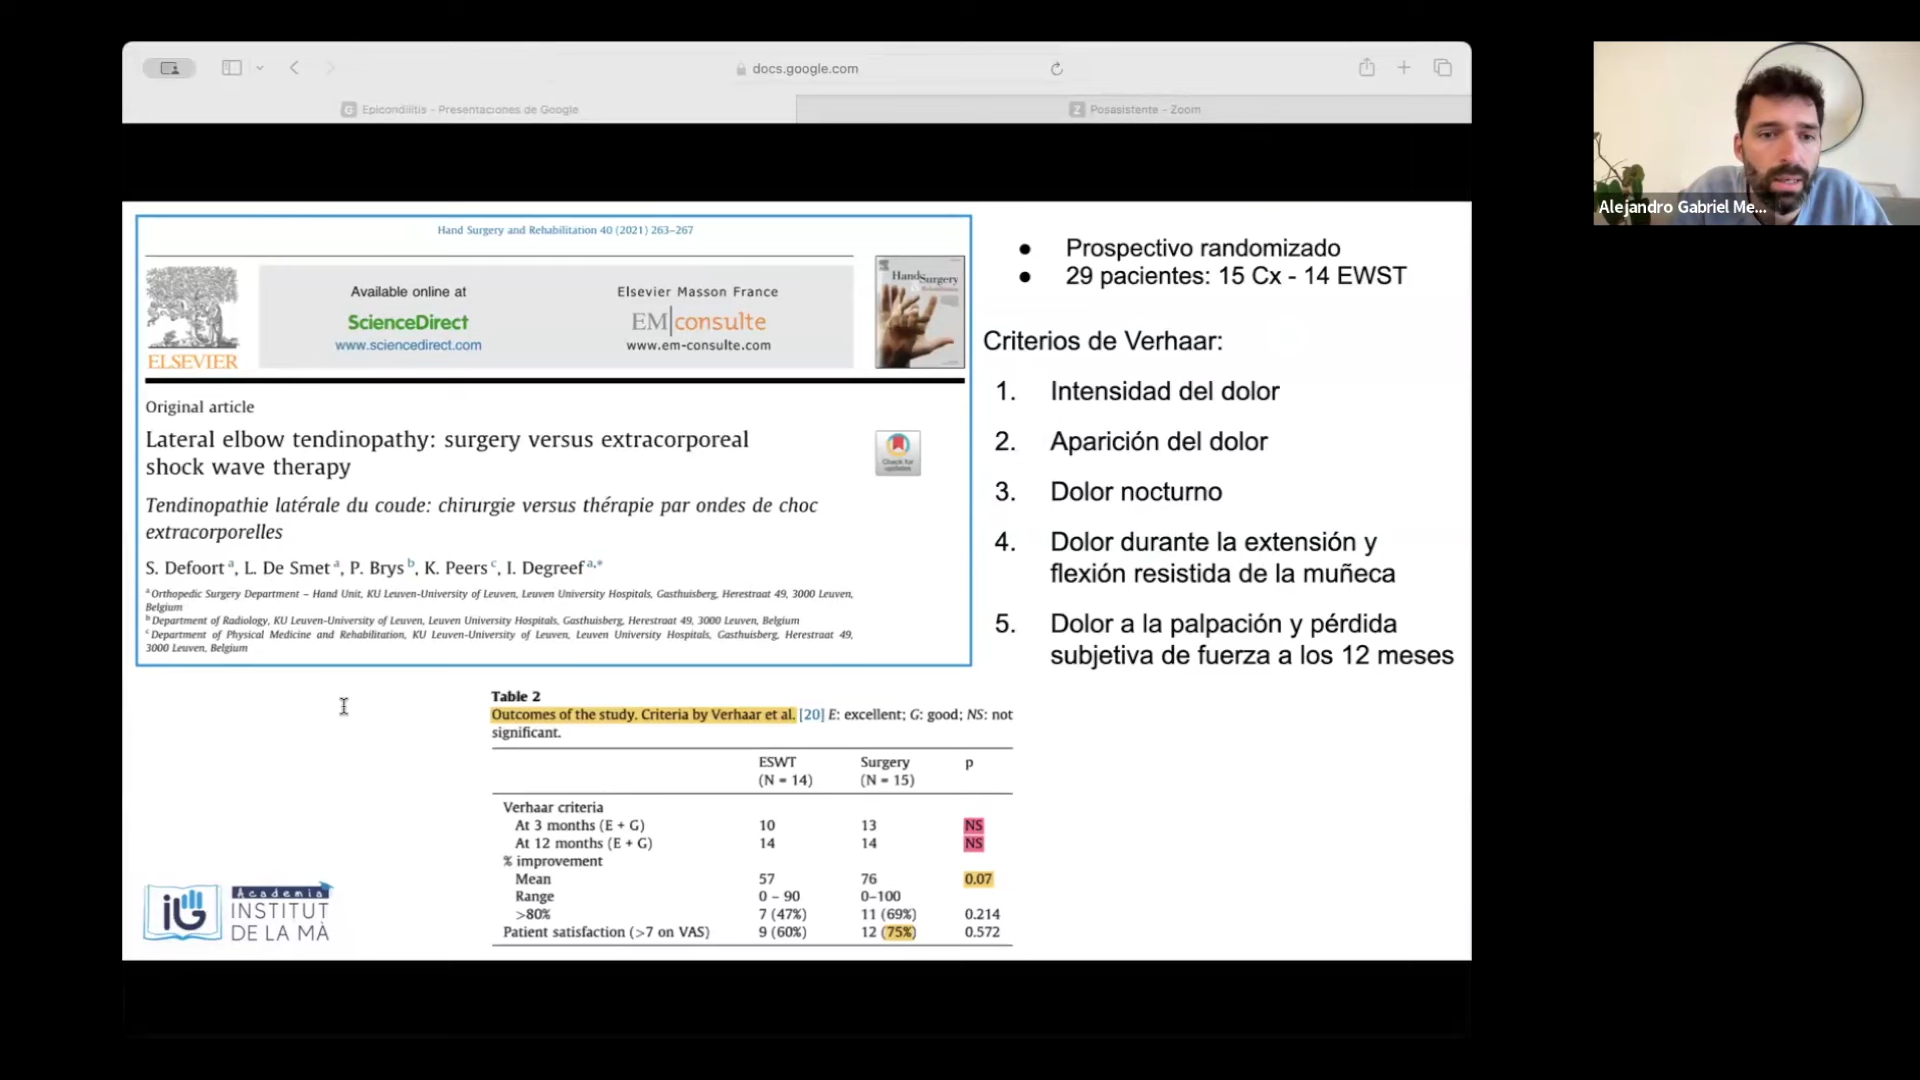 docs.google.com
Epicondilitis - Presentaciones de Google
Posasistente - Zoom
Alejandro Gabriel Me...
Hand Surgery and Rehabilitation 40 (2021) 263–267
Available online at
ScienceDirect
www.sciencedirect.com
Elsevier Masson France
EM|consulte
www.em-consulte.com
ELSEVIER
Hand Surgery
Original article
Lateral elbow tendinopathy: surgery versus extracorporeal
shock wave therapy
Check for
updates
Tendinopathie latérale du coude: chirurgie versus thérapie par ondes de choc
extracorporelles
S. Defoort a, L. De Smet a, P. Brys b, K. Peers c, I. Degreef a,*
a Orthopedic Surgery Department – Hand Unit, KU Leuven-University of Leuven, Leuven University Hospitals, Gasthuisberg, Herestraat 49, 3000 Leuven,
Belgium
b Department of Radiology, KU Leuven-University of Leuven, Leuven University Hospitals, Gasthuisberg, Herestraat 49, 3000 Leuven, Belgium
c Department of Physical Medicine and Rehabilitation, KU Leuven-University of Leuven, Leuven University Hospitals, Gasthuisberg, Herestraat 49,
3000 Leuven, Belgium
● Prospectivo randomizado
● 29 pacientes: 15 Cx - 14 EWST
Criterios de Verhaar:
1. Intensidad del dolor
2. Aparición del dolor
3. Dolor nocturno
4. Dolor durante la extensión y
flexión resistida de la muñeca
5. Dolor a la palpación y pérdida
subjetiva de fuerza a los 12 meses
Table 2
Outcomes of the study. Criteria by Verhaar et al. [20] E: excellent; G: good; NS: not
significant.
ESWT Surgery p
(N = 14) (N = 15)
Verhaar criteria
At 3 months (E + G) 10 13 NS
At 12 months (E + G) 14 14 NS
% improvement
Mean 57 76 0.07
Range 0 – 90 0–100
>80% 7 (47%) 11 (69%) 0.214
Patient satisfaction (>7 on VAS) 9 (60%) 12 (75%) 0.572
Academia
INSTITUT
DE LA MÀ